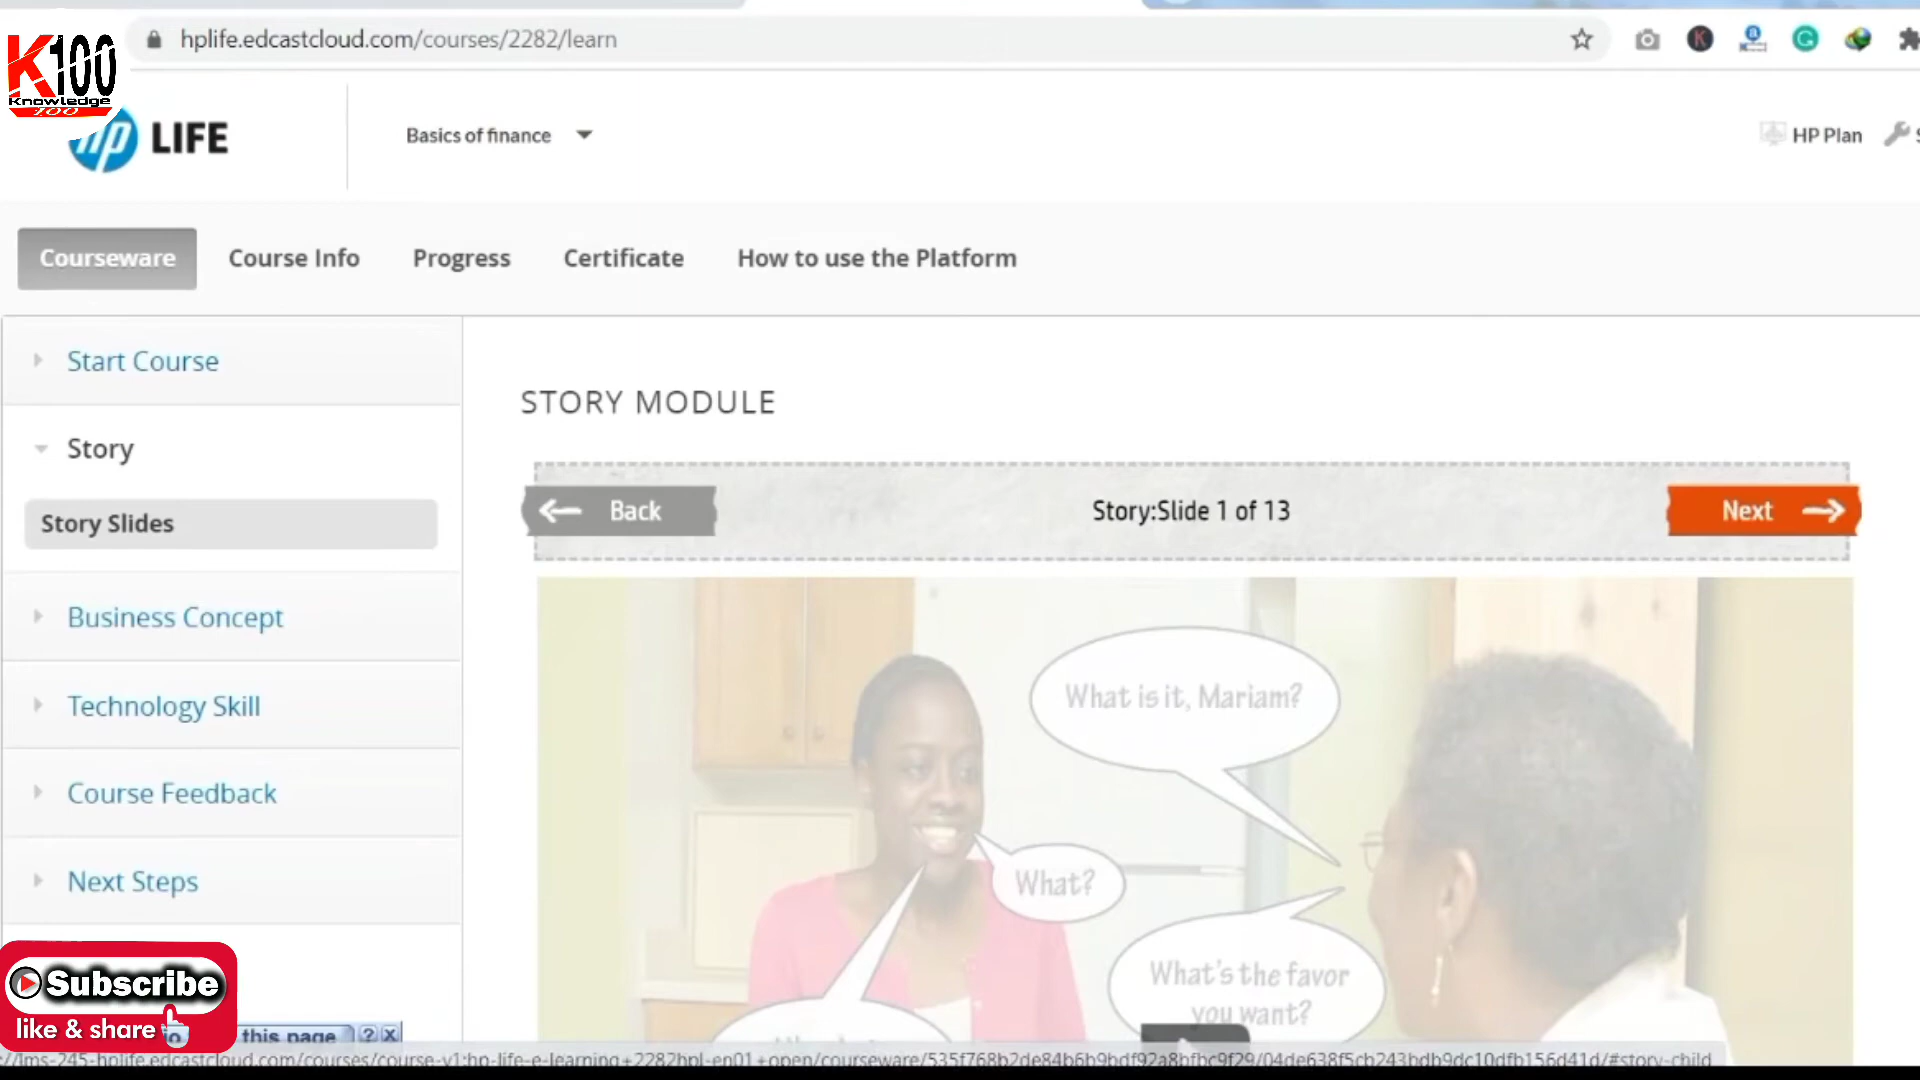 hplife.edcastcloud.com/courses/2282/learn
K100
Knowledge
100
hp LIFE
Basics of finance
HP Plan
Courseware
Course Info
Progress
Certificate
How to use the Platform
Start Course
Story
Story Slides
Business Concept
Technology Skill
Course Feedback
Next Steps
STORY MODULE
Back
Story:Slide 1 of 13
Next
What is it, Mariam?
What?
What's the favor
you want?
Subscribe
like & share
this page